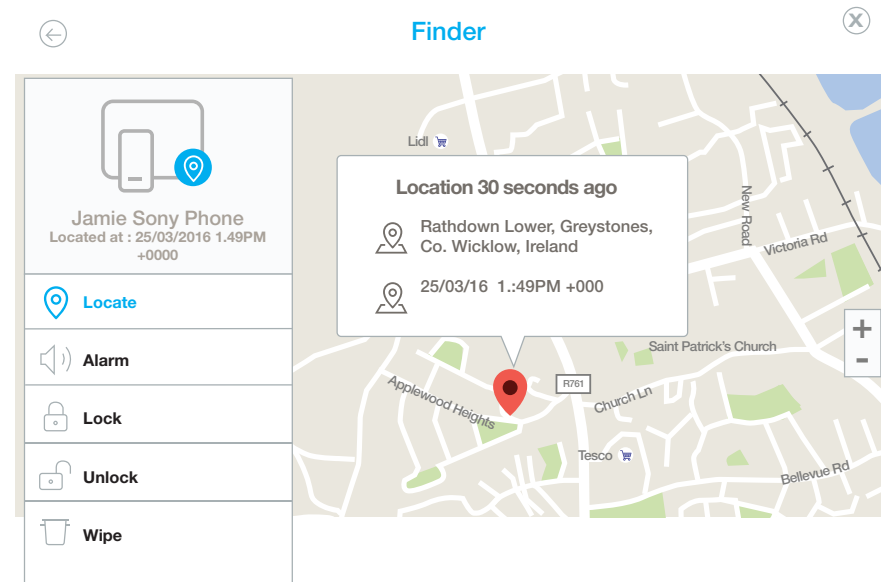 Finder
X
Jamie Sony Phone
Located at : 25/03/2016 1.49PM
+0000
Locate
Alarm
Lock
Unlock
Wipe
Lidl
Location 30 seconds ago
Rathdown Lower, Greystones,
Co. Wicklow, Ireland
25/03/16 1.:49PM +000
New Road
Victoria Rd
+
-
Saint Patrick's Church
R761
Applewood Heights
Church Ln
Tesco
Bellevue Rd